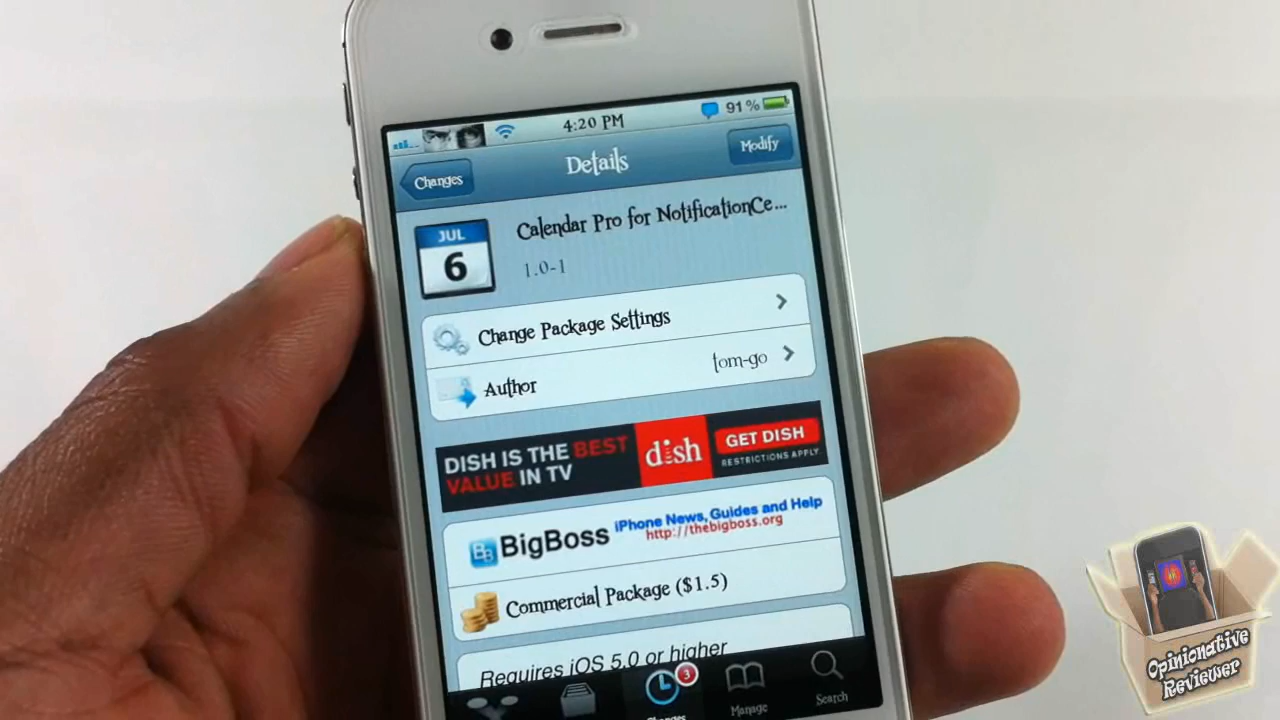 4:20 PM
91%
Changes
Details
Modify
JUL
6
Calendar Pro for NotificationCe...
1.0-1
Change Package Settings
Author
tom-go
DISH IS THE BEST
VALUE IN TV
dish
GET DISH
RESTRICTIONS APPLY.
BB BigBoss
iPhone News, Guides and Help
http://thebigboss.org
Commercial Package ($1.5)
Requires iOS 5.0 or higher
3
Changes
Manage
Search
Opinionative
Reviewer